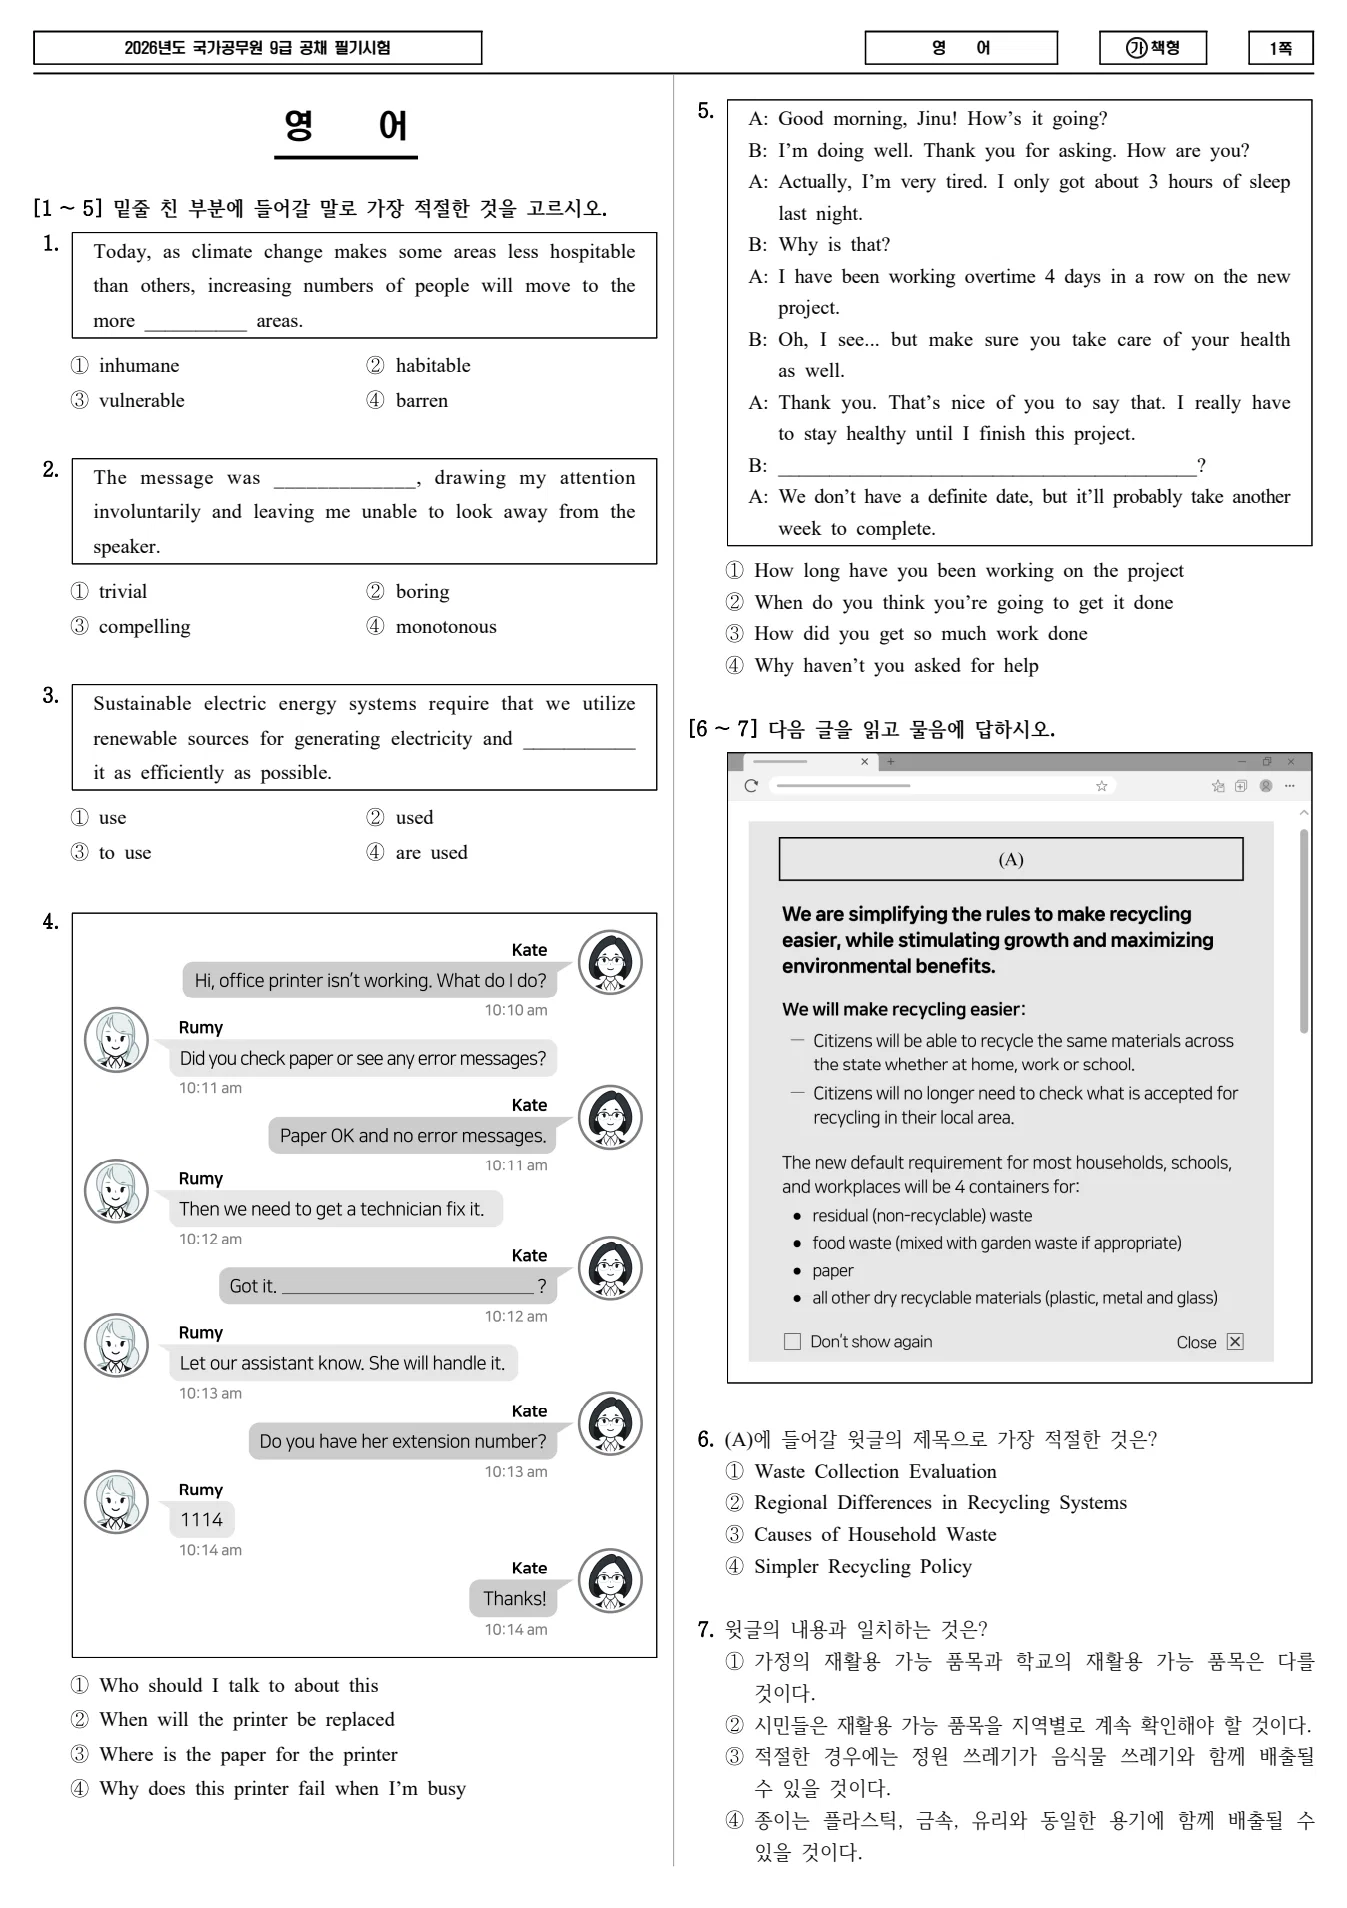 2026년도 국가공무원 9급 공채 필기시험
영 어
㉮책형
1쪽
영 어
[1 ~ 5] 밑줄 친 부분에 들어갈 말로 가장 적절한 것을 고르시오.
1.
Today, as climate change makes some areas less hospitable
than others, increasing numbers of people will move to the
more __________ areas.
① inhumane
② habitable
③ vulnerable
④ barren
2.
The message was _____________, drawing my attention
involuntarily and leaving me unable to look away from the
speaker.
① trivial
② boring
③ compelling
④ monotonous
3.
Sustainable electric energy systems require that we utilize
renewable sources for generating electricity and ___________
it as efficiently as possible.
① use
② used
③ to use
④ are used
4.
Kate
Hi, office printer isn't working. What do I do?
10:10 am
Rumy
Did you check paper or see any error messages?
10:11 am
Kate
Paper OK and no error messages.
10:11 am
Rumy
Then we need to get a technician fix it.
10:12 am
Kate
Got it. _________________________?
10:12 am
Rumy
Let our assistant know. She will handle it.
10:13 am
Kate
Do you have her extension number?
10:13 am
Rumy
1114
10:14 am
Kate
Thanks!
10:14 am
① Who should I talk to about this
② When will the printer be replaced
③ Where is the paper for the printer
④ Why does this printer fail when I'm busy
5.
A: Good morning, Jinu! How's it going?
B: I'm doing well. Thank you for asking. How are you?
A: Actually, I'm very tired. I only got about 3 hours of sleep
last night.
B: Why is that?
A: I have been working overtime 4 days in a row on the new
project.
B: Oh, I see... but make sure you take care of your health
as well.
A: Thank you. That's nice of you to say that. I really have
to stay healthy until I finish this project.
B: _________________________________________?
A: We don't have a definite date, but it'll probably take another
week to complete.
① How long have you been working on the project
② When do you think you're going to get it done
③ How did you get so much work done
④ Why haven't you asked for help
[6 ~ 7] 다음 글을 읽고 물음에 답하시오.
(A)
We are simplifying the rules to make recycling
easier, while stimulating growth and maximizing
environmental benefits.
We will make recycling easier:
— Citizens will be able to recycle the same materials across
the state whether at home, work or school.
— Citizens will no longer need to check what is accepted for
recycling in their local area.
The new default requirement for most households, schools,
and workplaces will be 4 containers for:
● residual (non-recyclable) waste
● food waste (mixed with garden waste if appropriate)
● paper
● all other dry recyclable materials (plastic, metal and glass)
Don't show again
Close
6. (A)에 들어갈 윗글의 제목으로 가장 적절한 것은?
① Waste Collection Evaluation
② Regional Differences in Recycling Systems
③ Causes of Household Waste
④ Simpler Recycling Policy
7. 윗글의 내용과 일치하는 것은?
① 가정의 재활용 가능 품목과 학교의 재활용 가능 품목은 다를
것이다.
② 시민들은 재활용 가능 품목을 지역별로 계속 확인해야 할 것이다.
③ 적절한 경우에는 정원 쓰레기가 음식물 쓰레기와 함께 배출될
수 있을 것이다.
④ 종이는 플라스틱, 금속, 유리와 동일한 용기에 함께 배출될 수
있을 것이다.